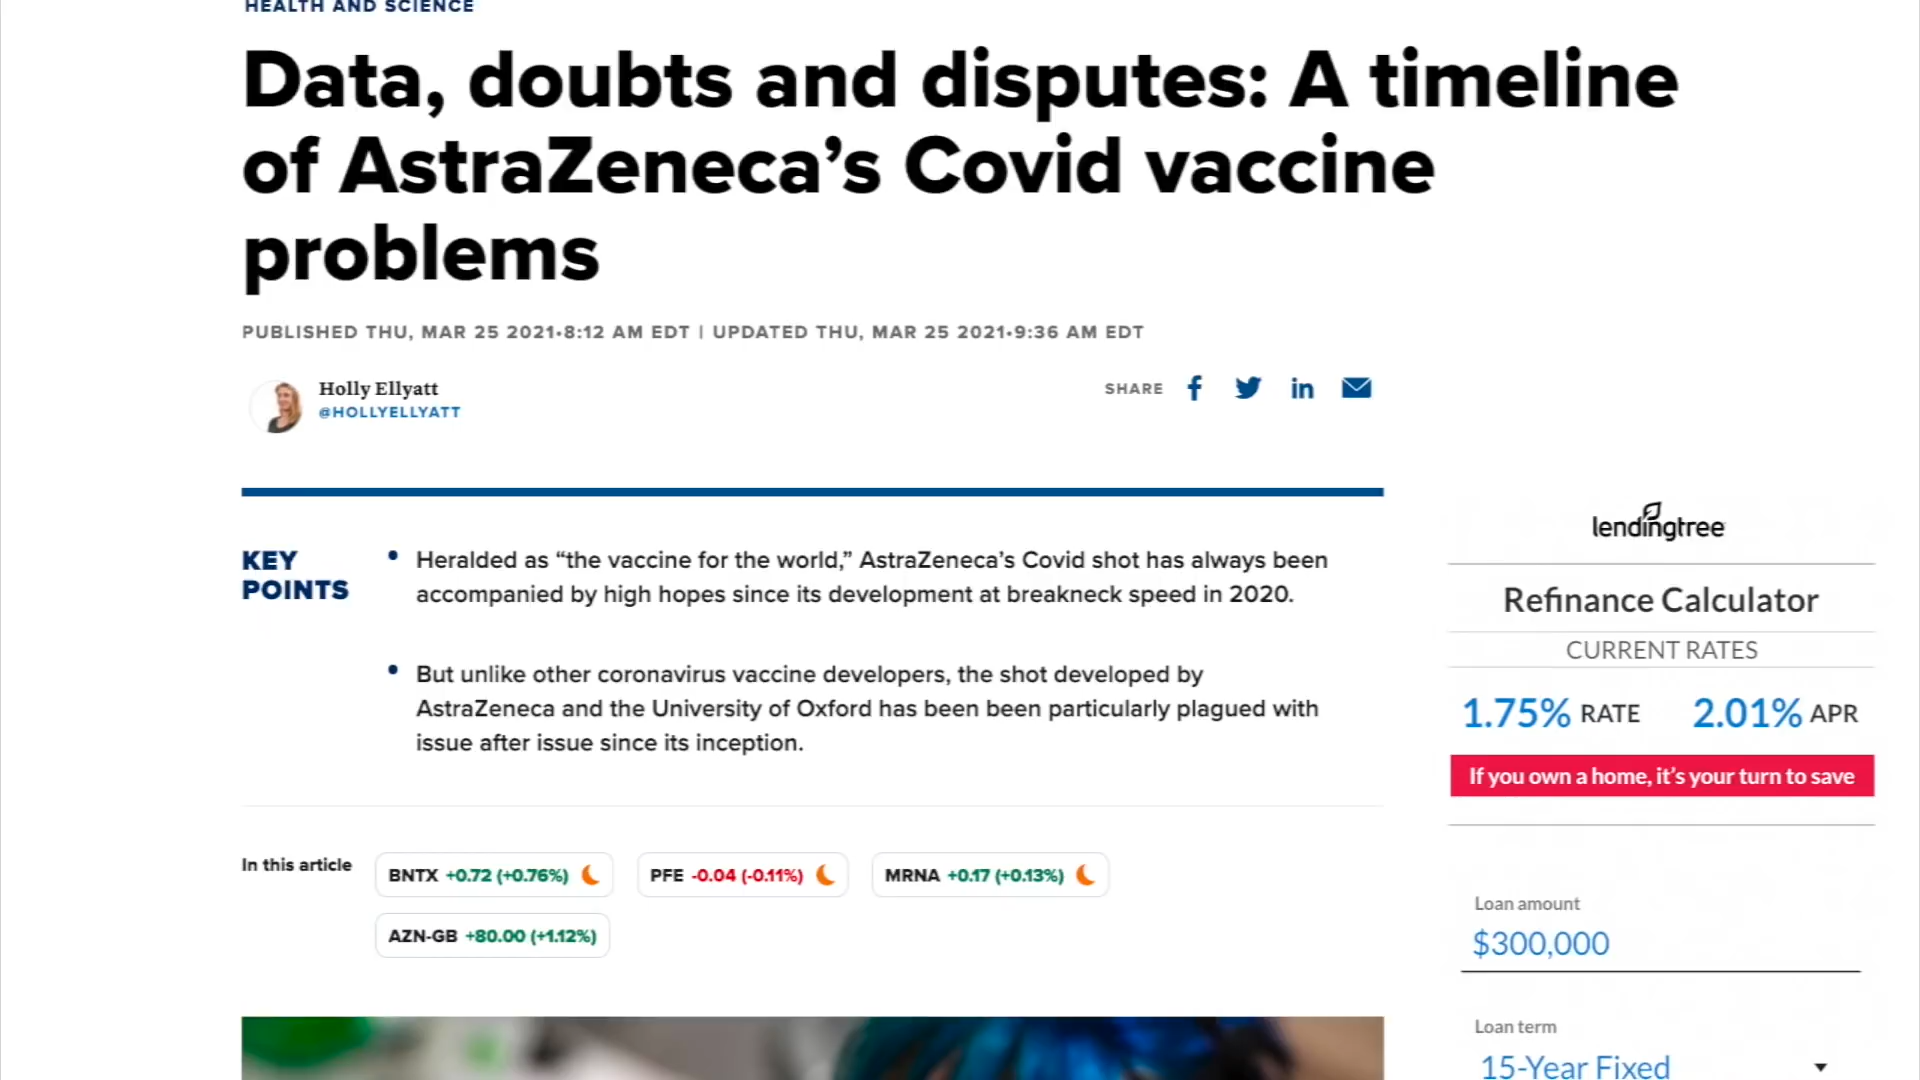 HEALTH AND SCIENCE
Data, doubts and disputes: A timeline
of AstraZeneca’s Covid vaccine
problems
PUBLISHED THU, MAR 25 2021•8:12 AM EDT | UPDATED THU, MAR 25 2021•9:36 AM EDT
Holly Ellyatt
@HOLLYELLYATT
SHARE
KEY
POINTS
• Heralded as “the vaccine for the world,” AstraZeneca’s Covid shot has always been
accompanied by high hopes since its development at breakneck speed in 2020.
• But unlike other coronavirus vaccine developers, the shot developed by
AstraZeneca and the University of Oxford has been been particularly plagued with
issue after issue since its inception.
In this article
BNTX +0.72 (+0.76%)
PFE -0.04 (-0.11%)
MRNA +0.17 (+0.13%)
AZN-GB +80.00 (+1.12%)
lendingtree
Refinance Calculator
CURRENT RATES
1.75% RATE 2.01% APR
If you own a home, it’s your turn to save
Loan amount
$300,000
Loan term
15-Year Fixed